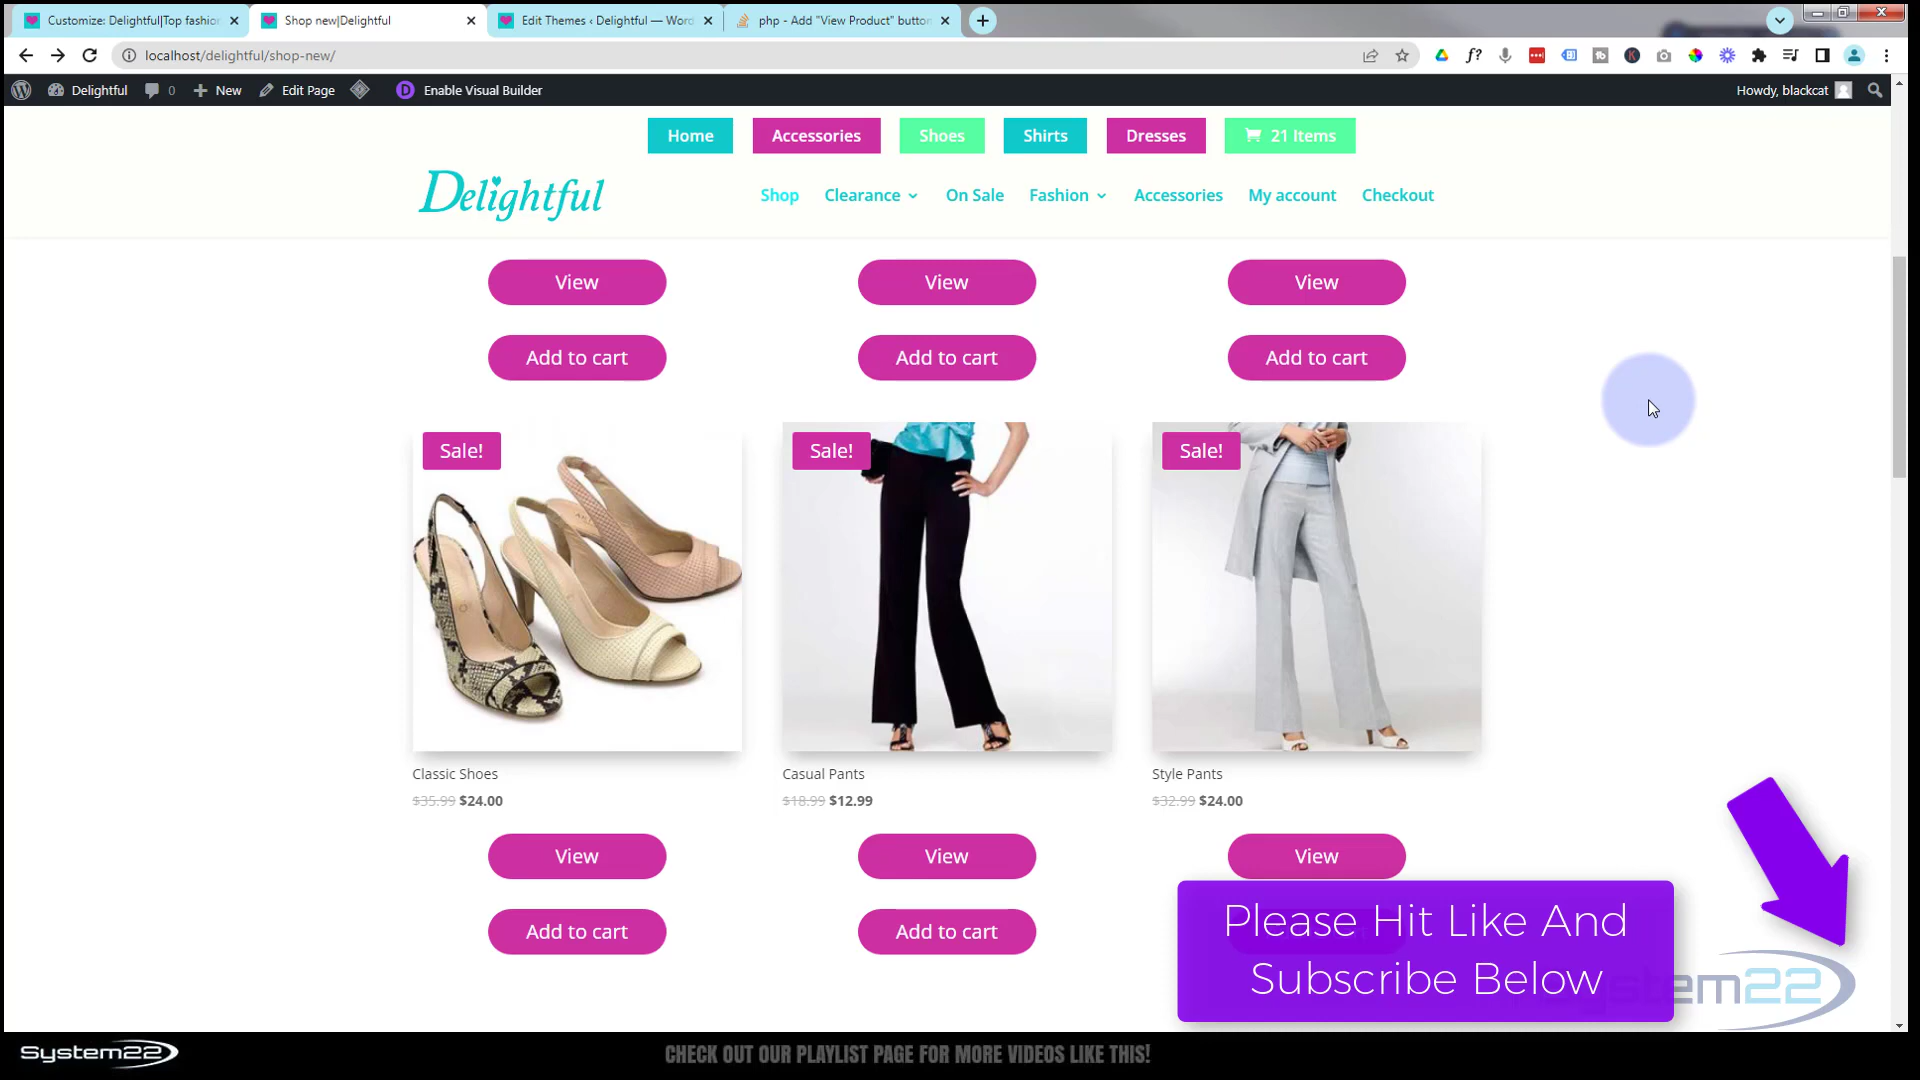 Customize: Delightful|Top fashion
Shop new|Delightful
Edit Themes ‹ Delightful — Word
php - Add "View Product" button
localhost/delightful/shop-new/
Delightful
0
New
Edit Page
D
Enable Visual Builder
Howdy, blackcat
Home
Accessories
Shoes
Shirts
Dresses
21 Items
Delightful
Shop
Clearance
On Sale
Fashion
Accessories
My account
Checkout
View
View
View
Add to cart
Add to cart
Add to cart
Sale!
Sale!
Sale!
Classic Shoes
Casual Pants
Style Pants
$35.99 $24.00
$18.99 $12.99
$32.99 $24.00
View
View
View
Add to cart
Add to cart
Please Hit Like And
Subscribe Below
System22
CHECK OUT OUR PLAYLIST PAGE FOR MORE VIDEOS LIKE THIS!